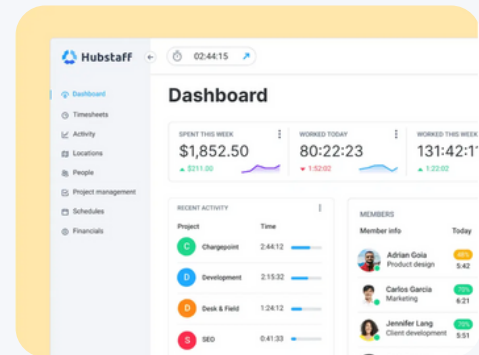 Hubstaff
02:44:15
Dashboard
Timesheets
Activity
Locations
People
Project management
Schedules
Financials
Dashboard
SPENT THIS WEEK
$1,852.50
$211.00
WORKED TODAY
80:22:23
1:52:02
WORKED THIS WEEK
131:42:11
1:22:02
RECENT ACTIVITY
Project Time
C Chargepoint 2:44:12
D Development 2:15:32
D Desk & Field 1:24:12
S SEO 0:41:33
MEMBERS
Member info Today
Adrian Goia
Product design 5:42
Carlos Garcia 70%
Marketing 6:21
Jennifer Lang 70%
Client development 5:51